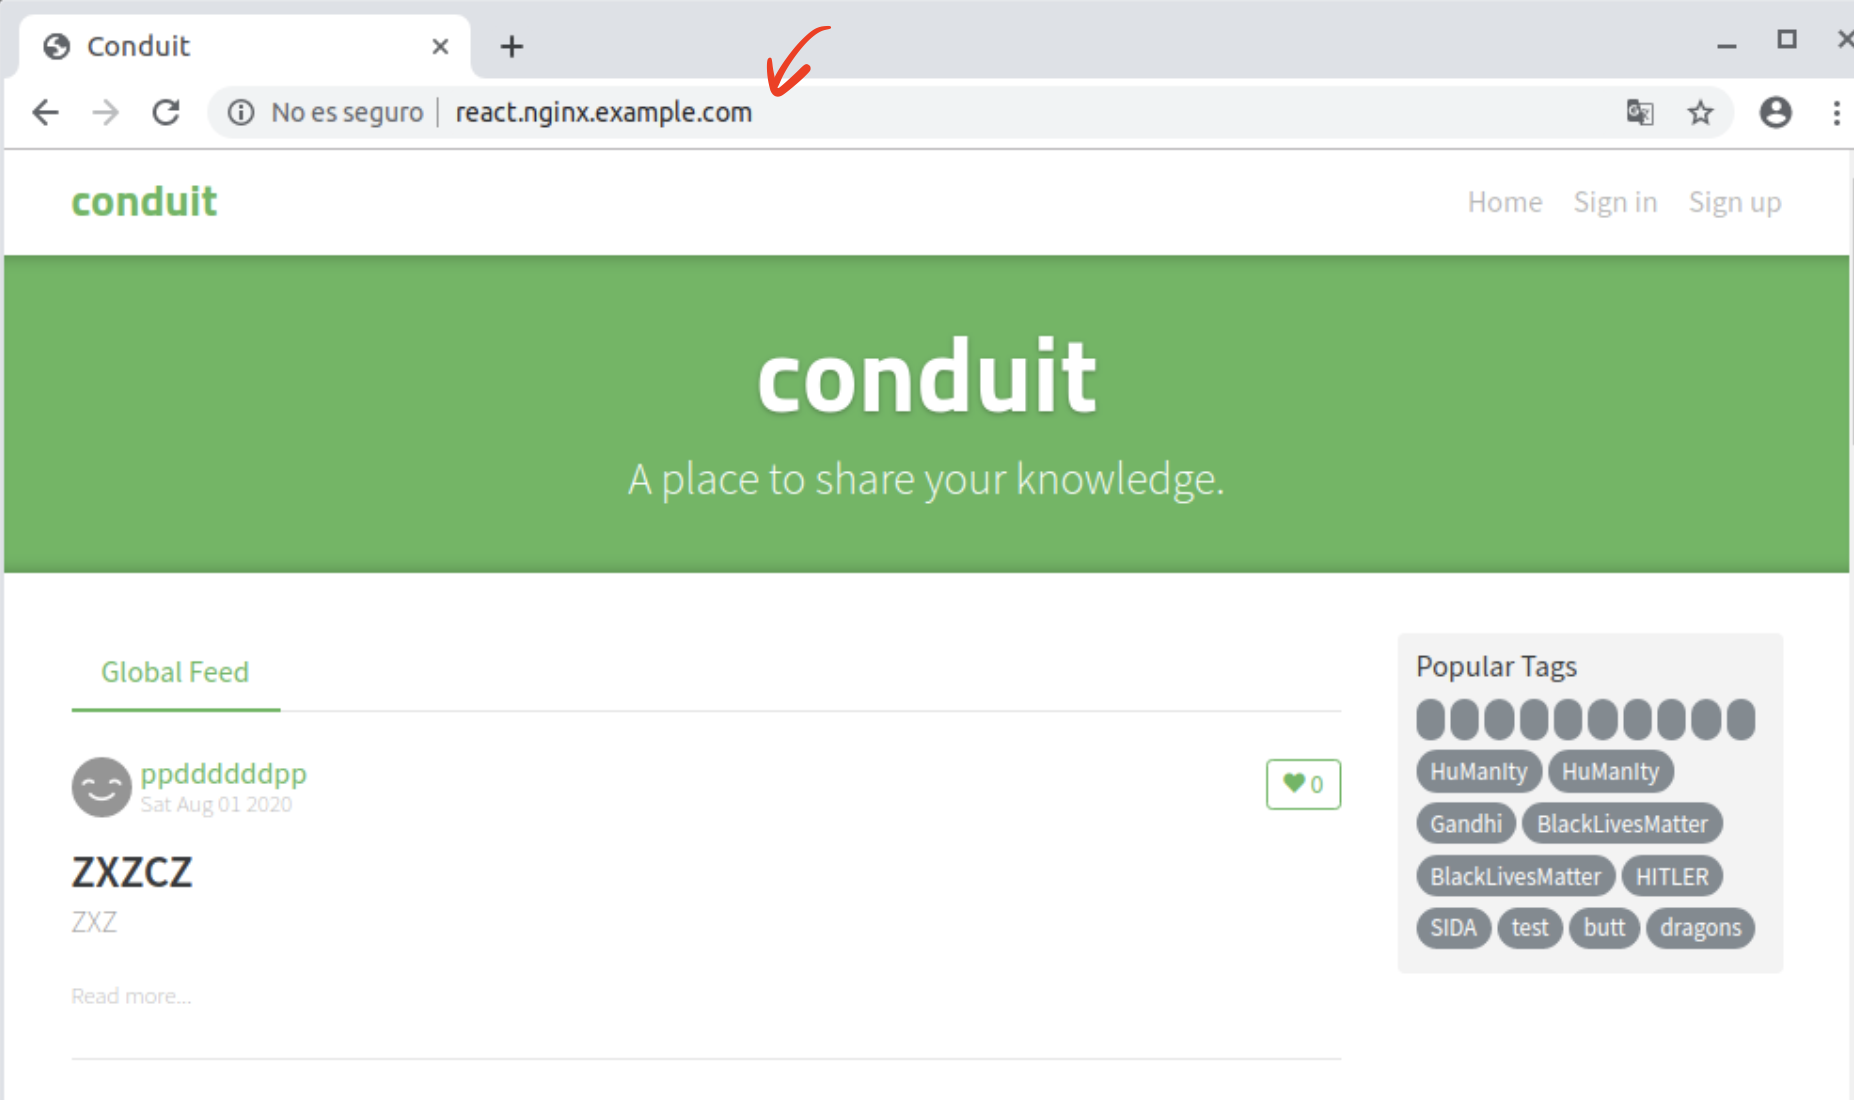 Conduit
No es seguro | react.nginx.example.com
conduit
Home Sign in Sign up
conduit
A place to share your knowledge.
Global Feed
ppddddddpp
Sat Aug 01 2020
0
ZXZCZ
ZXZ
Read more...
Popular Tags
HuManIty HuManIty
Gandhi BlackLivesMatter
BlackLivesMatter HITLER
SIDA test butt dragons